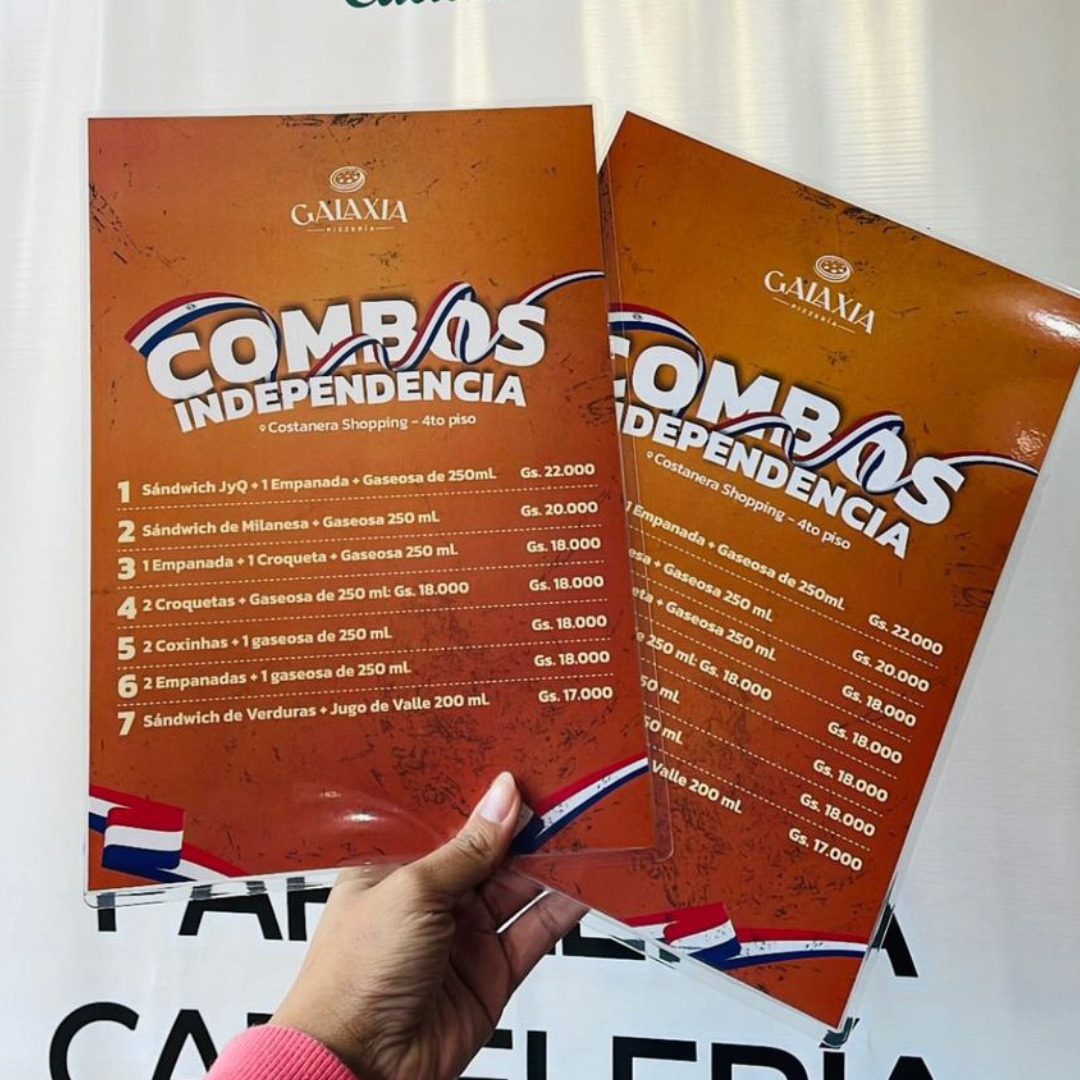 GALAXIA
PIZZERÍA
COMBOS
INDEPENDENCIA
Costanera Shopping - 4to piso
1 Sándwich JyQ + 1 Empanada + Gaseosa de 250mL Gs. 22.000
2 Sándwich de Milanesa + Gaseosa 250 mL Gs. 20.000
3 1 Empanada + 1 Croqueta + Gaseosa 250 mL Gs. 18.000
4 2 Croquetas + Gaseosa de 250 ml: Gs. 18.000 Gs. 18.000
5 2 Coxinhas + 1 gaseosa de 250 mL Gs. 18.000
6 2 Empanadas + 1 gaseosa de 250 mL Gs. 18.000
7 Sándwich de Verduras + Jugo de Valle 200 mL Gs. 17.000
GALAXIA
PIZZERÍA
COMBOS
INDEPENDENCIA
Costanera Shopping - 4to piso
1 Empanada + Gaseosa de 250mL Gs. 22.000
+ Gaseosa 250 mL Gs. 20.000
+ Gaseosa 250 mL Gs. 18.000
250 ml: Gs. 18.000 Gs. 18.000
mL Gs. 18.000
mL Gs. 18.000
Valle 200 mL Gs. 17.000